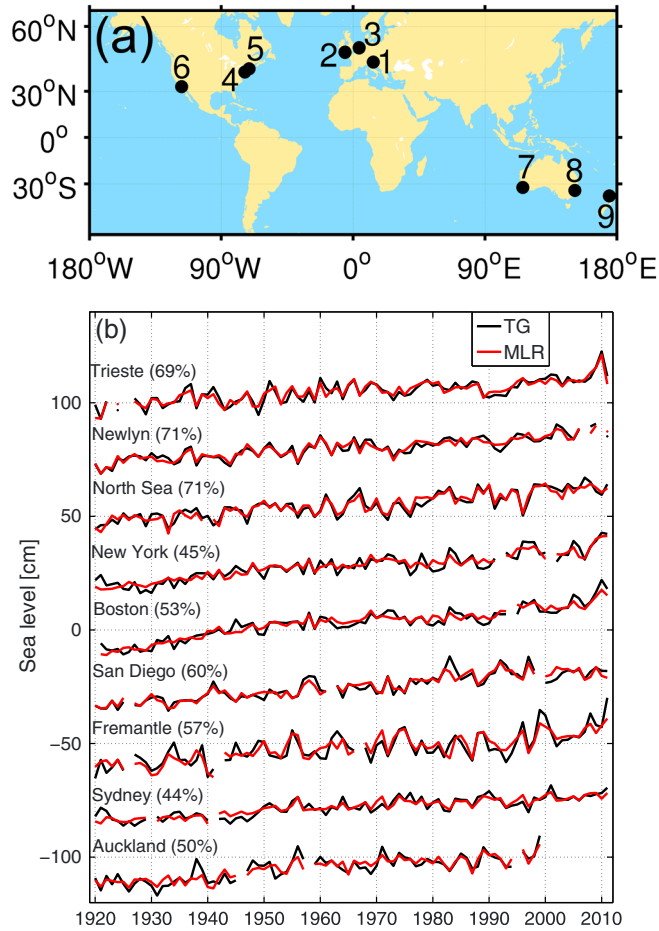 (a)
60°N
30°N
0°
30°S
180°W
90°W
0°
90°E
180°E
1
2
3
4
5
6
7
8
9
(b)
TG
MLR
Sea level [cm]
100
50
0
−50
−100
Trieste (69%)
Newlyn (71%)
North Sea (71%)
New York (45%)
Boston (53%)
San Diego (60%)
Fremantle (57%)
Sydney (44%)
Auckland (50%)
1920
1930
1940
1950
1960
1970
1980
1990
2000
2010